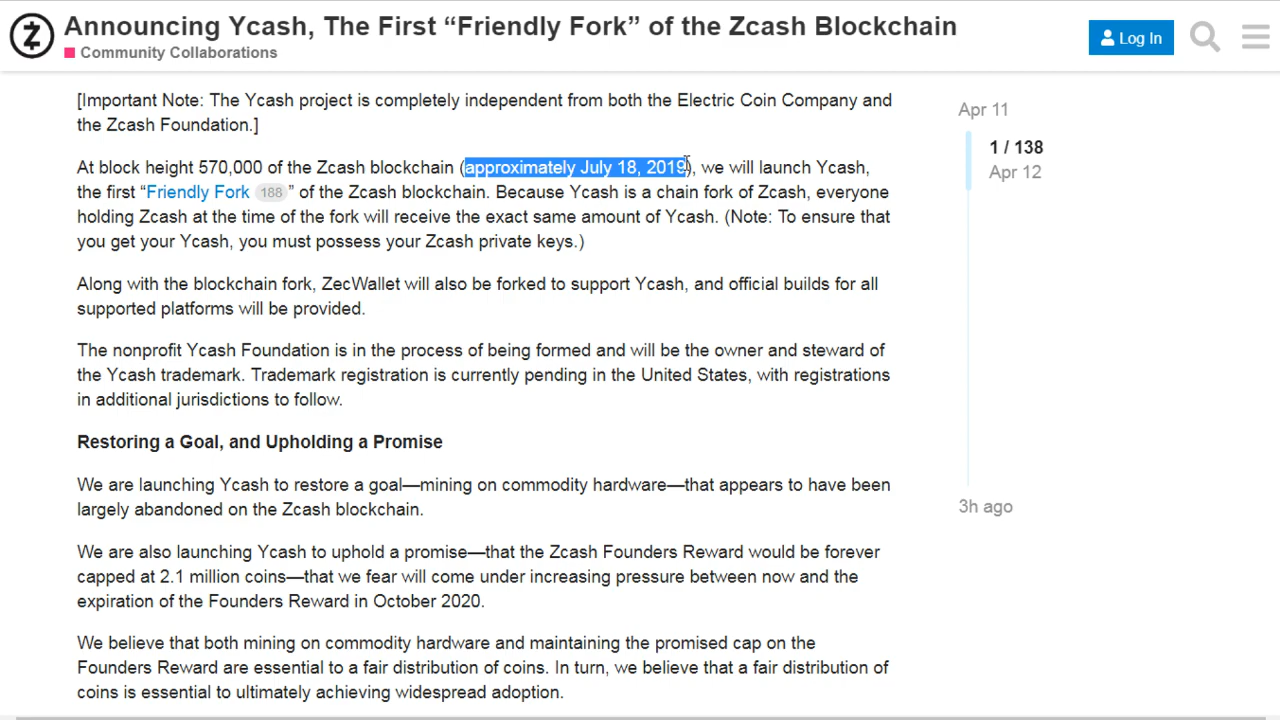 Announcing Ycash, The First “Friendly Fork” of the Zcash Blockchain
Community Collaborations
Log In
[Important Note: The Ycash project is completely independent from both the Electric Coin Company and
the Zcash Foundation.]
At block height 570,000 of the Zcash blockchain (approximately July 18, 2019), we will launch Ycash,
the first “Friendly Fork 188 ” of the Zcash blockchain. Because Ycash is a chain fork of Zcash, everyone
holding Zcash at the time of the fork will receive the exact same amount of Ycash. (Note: To ensure that
you get your Ycash, you must possess your Zcash private keys.)
Along with the blockchain fork, ZecWallet will also be forked to support Ycash, and official builds for all
supported platforms will be provided.
The nonprofit Ycash Foundation is in the process of being formed and will be the owner and steward of
the Ycash trademark. Trademark registration is currently pending in the United States, with registrations
in additional jurisdictions to follow.
Restoring a Goal, and Upholding a Promise
We are launching Ycash to restore a goal—mining on commodity hardware—that appears to have been
largely abandoned on the Zcash blockchain.
We are also launching Ycash to uphold a promise—that the Zcash Founders Reward would be forever
capped at 2.1 million coins—that we fear will come under increasing pressure between now and the
expiration of the Founders Reward in October 2020.
We believe that both mining on commodity hardware and maintaining the promised cap on the
Founders Reward are essential to a fair distribution of coins. In turn, we believe that a fair distribution of
coins is essential to ultimately achieving widespread adoption.
Apr 11
1 / 138
Apr 12
3h ago